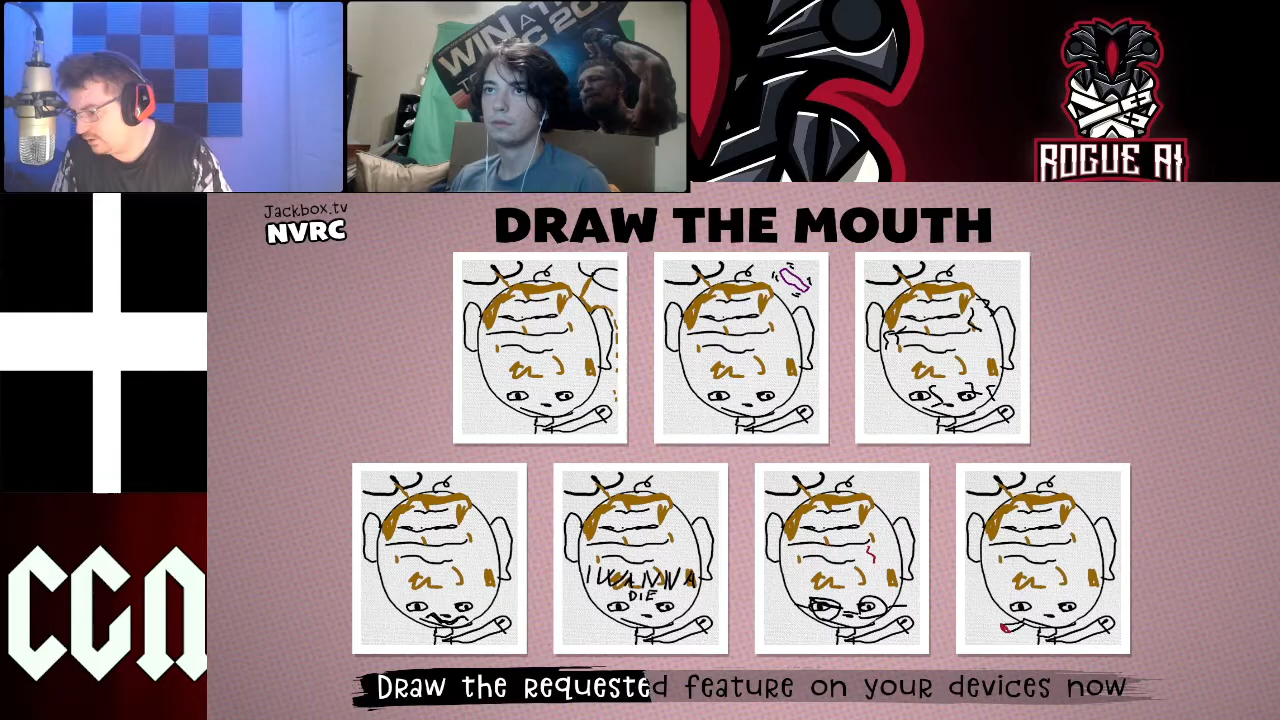 WIN A T
C 20
ROGUE AI
Jackbox.tv
NVRC
DRAW THE MOUTH
I WANNA
DIE
CGN
Draw the requested feature on your devices now